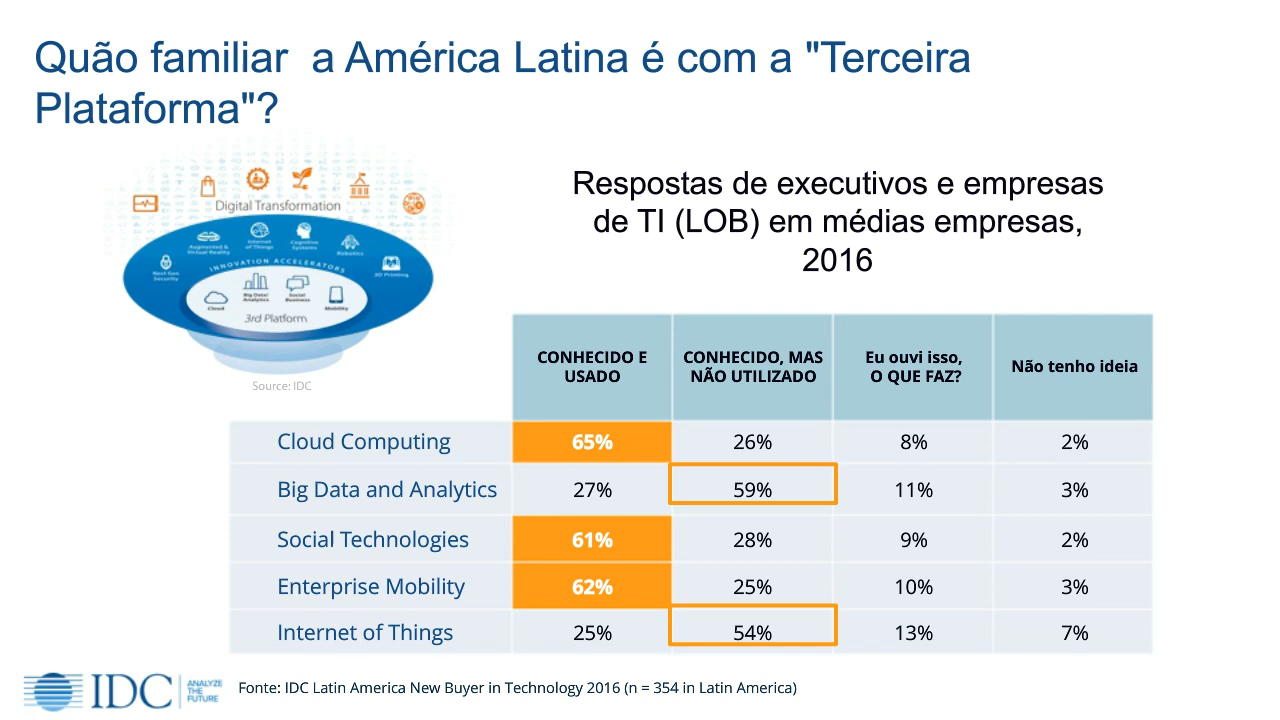 Quão familiar  a América Latina é com a "Terceira
Plataforma"?
Digital Transformation
Augmented &
Virtual Reality
Internet
of Things
Cognitive
Systems
Robotics
Next Gen
Security
3D Printing
INNOVATION ACCELERATORS
Cloud
Big Data/
Analytics
Social
Business
Mobility
3rd Platform
Source: IDC
Respostas de executivos e empresas
de TI (LOB) em médias empresas,
2016
CONHECIDO E
USADO
CONHECIDO, MAS
NÃO UTILIZADO
Eu ouvi isso,
O QUE FAZ?
Não tenho ideia
Cloud Computing 65% 26% 8% 2%
Big Data and Analytics 27% 59% 11% 3%
Social Technologies 61% 28% 9% 2%
Enterprise Mobility 62% 25% 10% 3%
Internet of Things 25% 54% 13% 7%
IDC
ANALYZE
THE
FUTURE
Fonte: IDC Latin America New Buyer in Technology 2016 (n = 354 in Latin America)